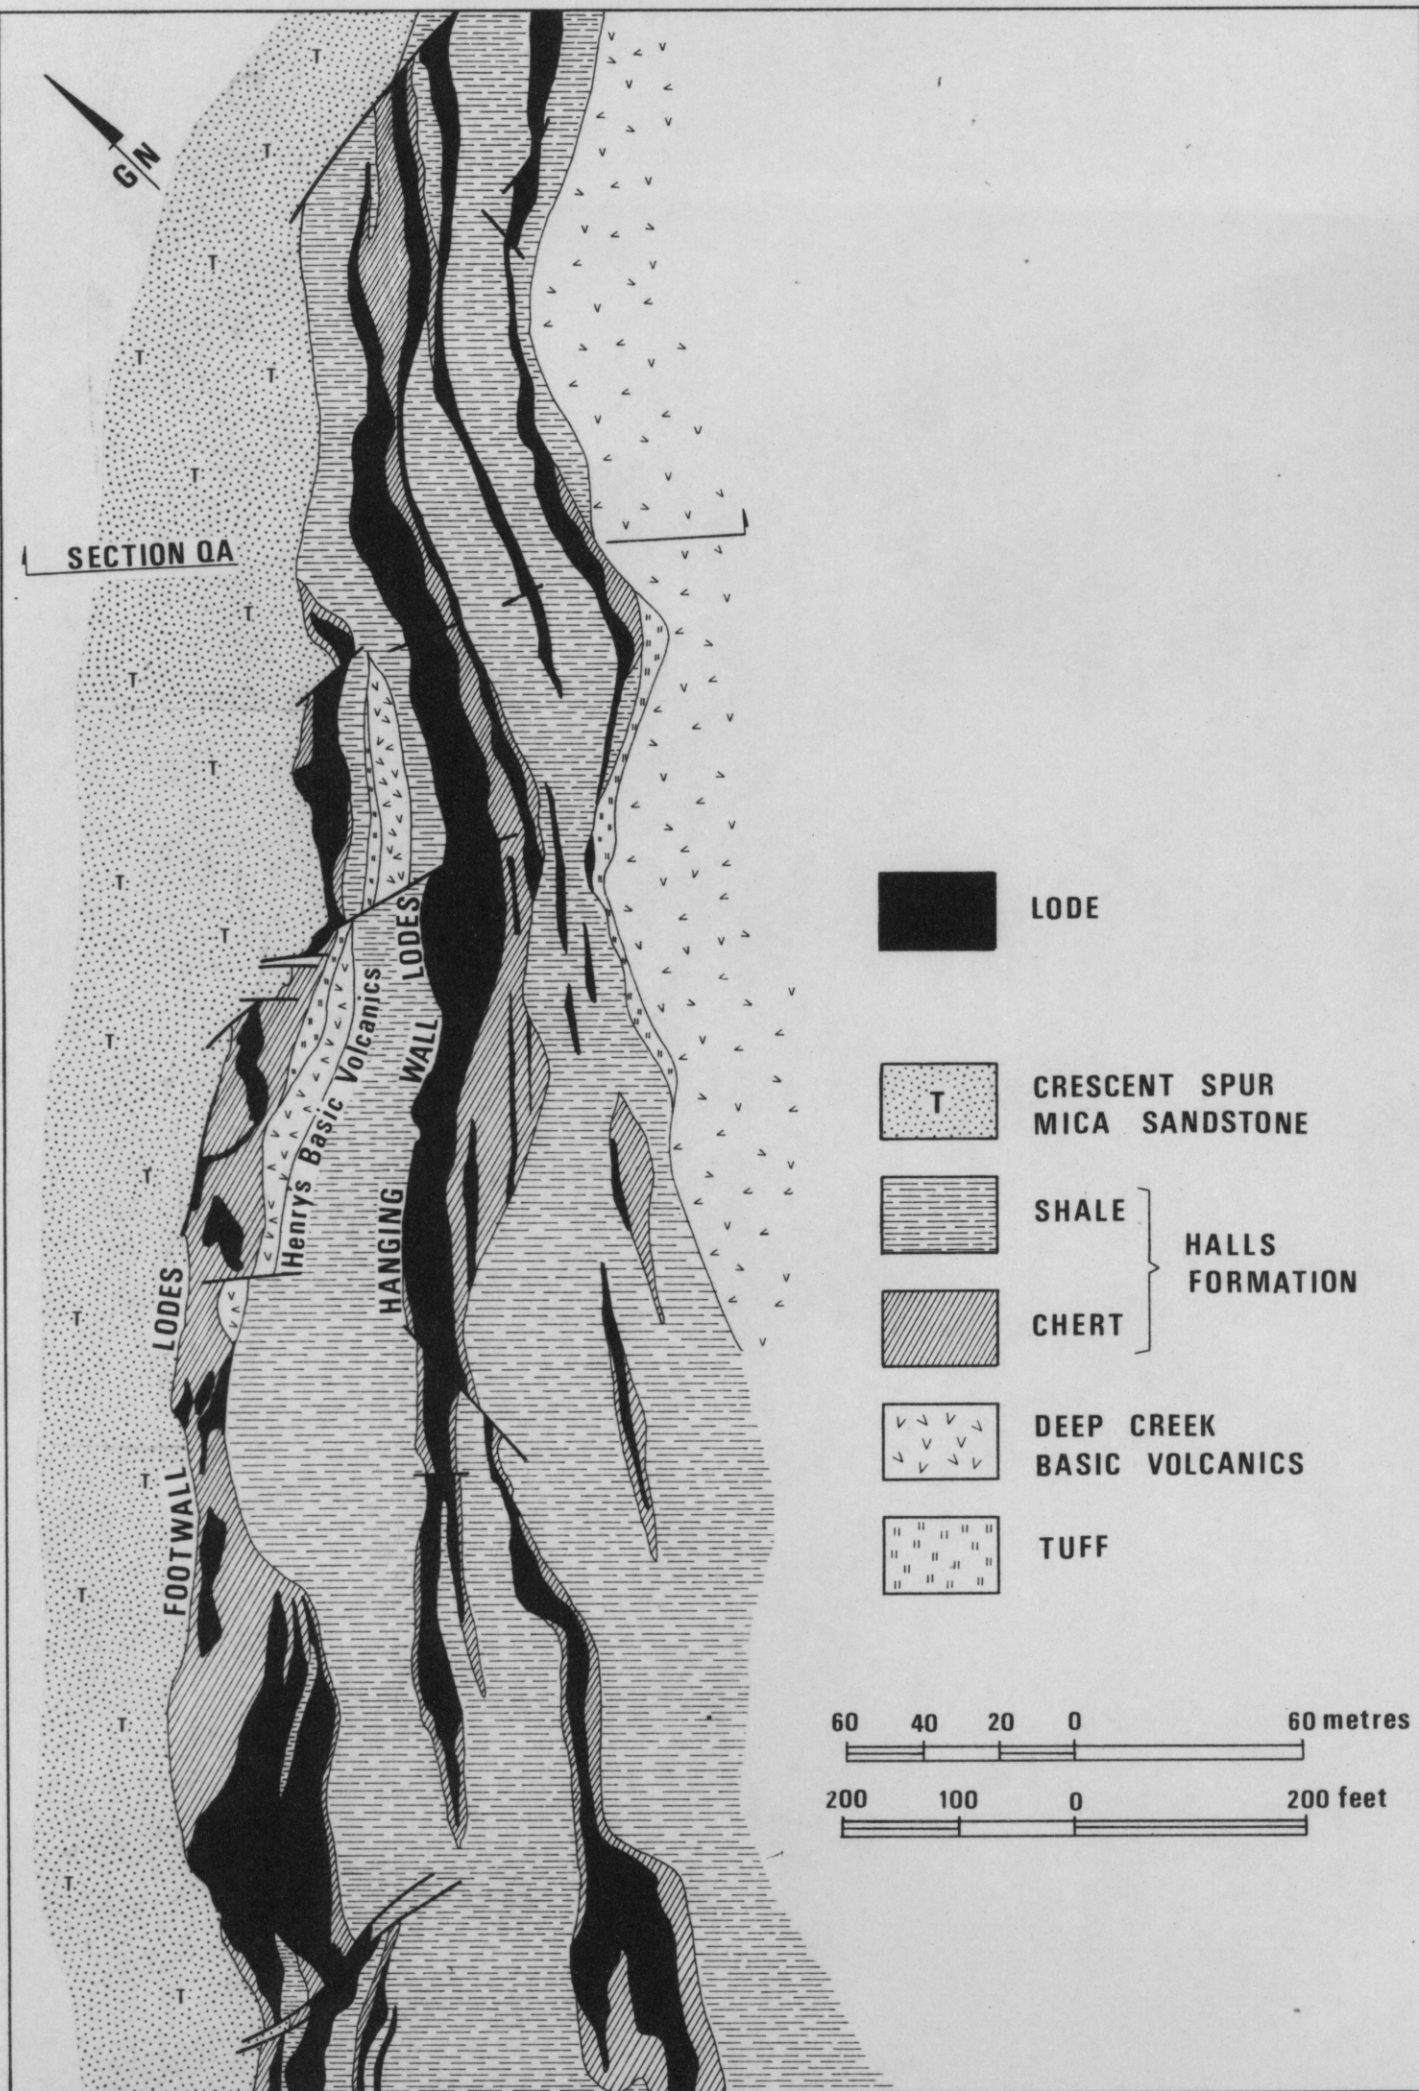 T
GN
SECTION QA
Henrys Basic Volcanics
HANGING WALL LODES
FOOTWALL LODES
LODE
T
CRESCENT SPUR
MICA SANDSTONE
SHALE
HALLS
FORMATION
CHERT
DEEP CREEK
BASIC VOLCANICS
TUFF
60 40 20 0 60 metres
200 100 0 200 feet